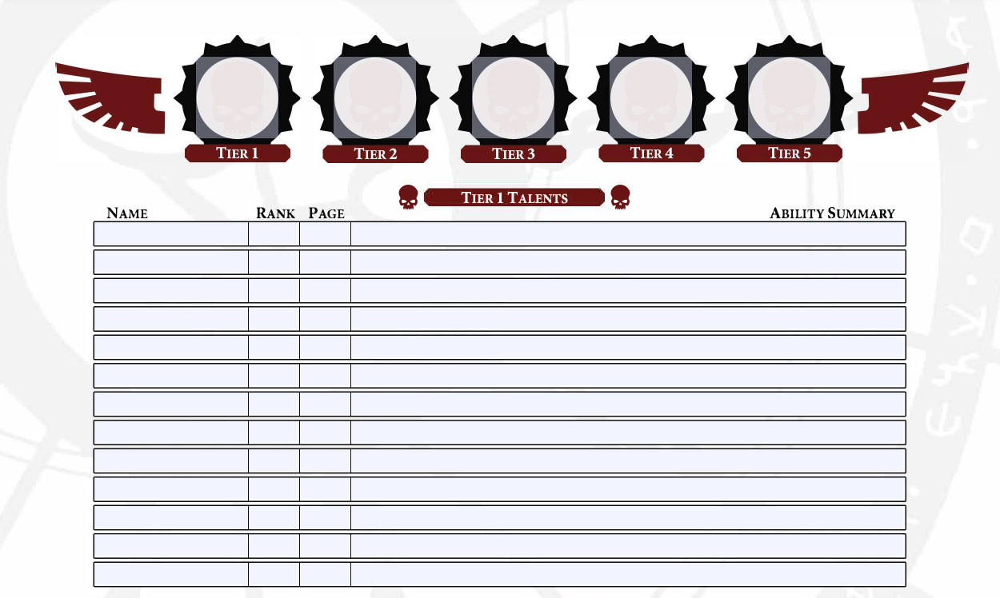 Tier 1 Tier 2 Tier 3 Tier 4 Tier 5
Tier 1 Talents
Name Rank Page Ability Summary